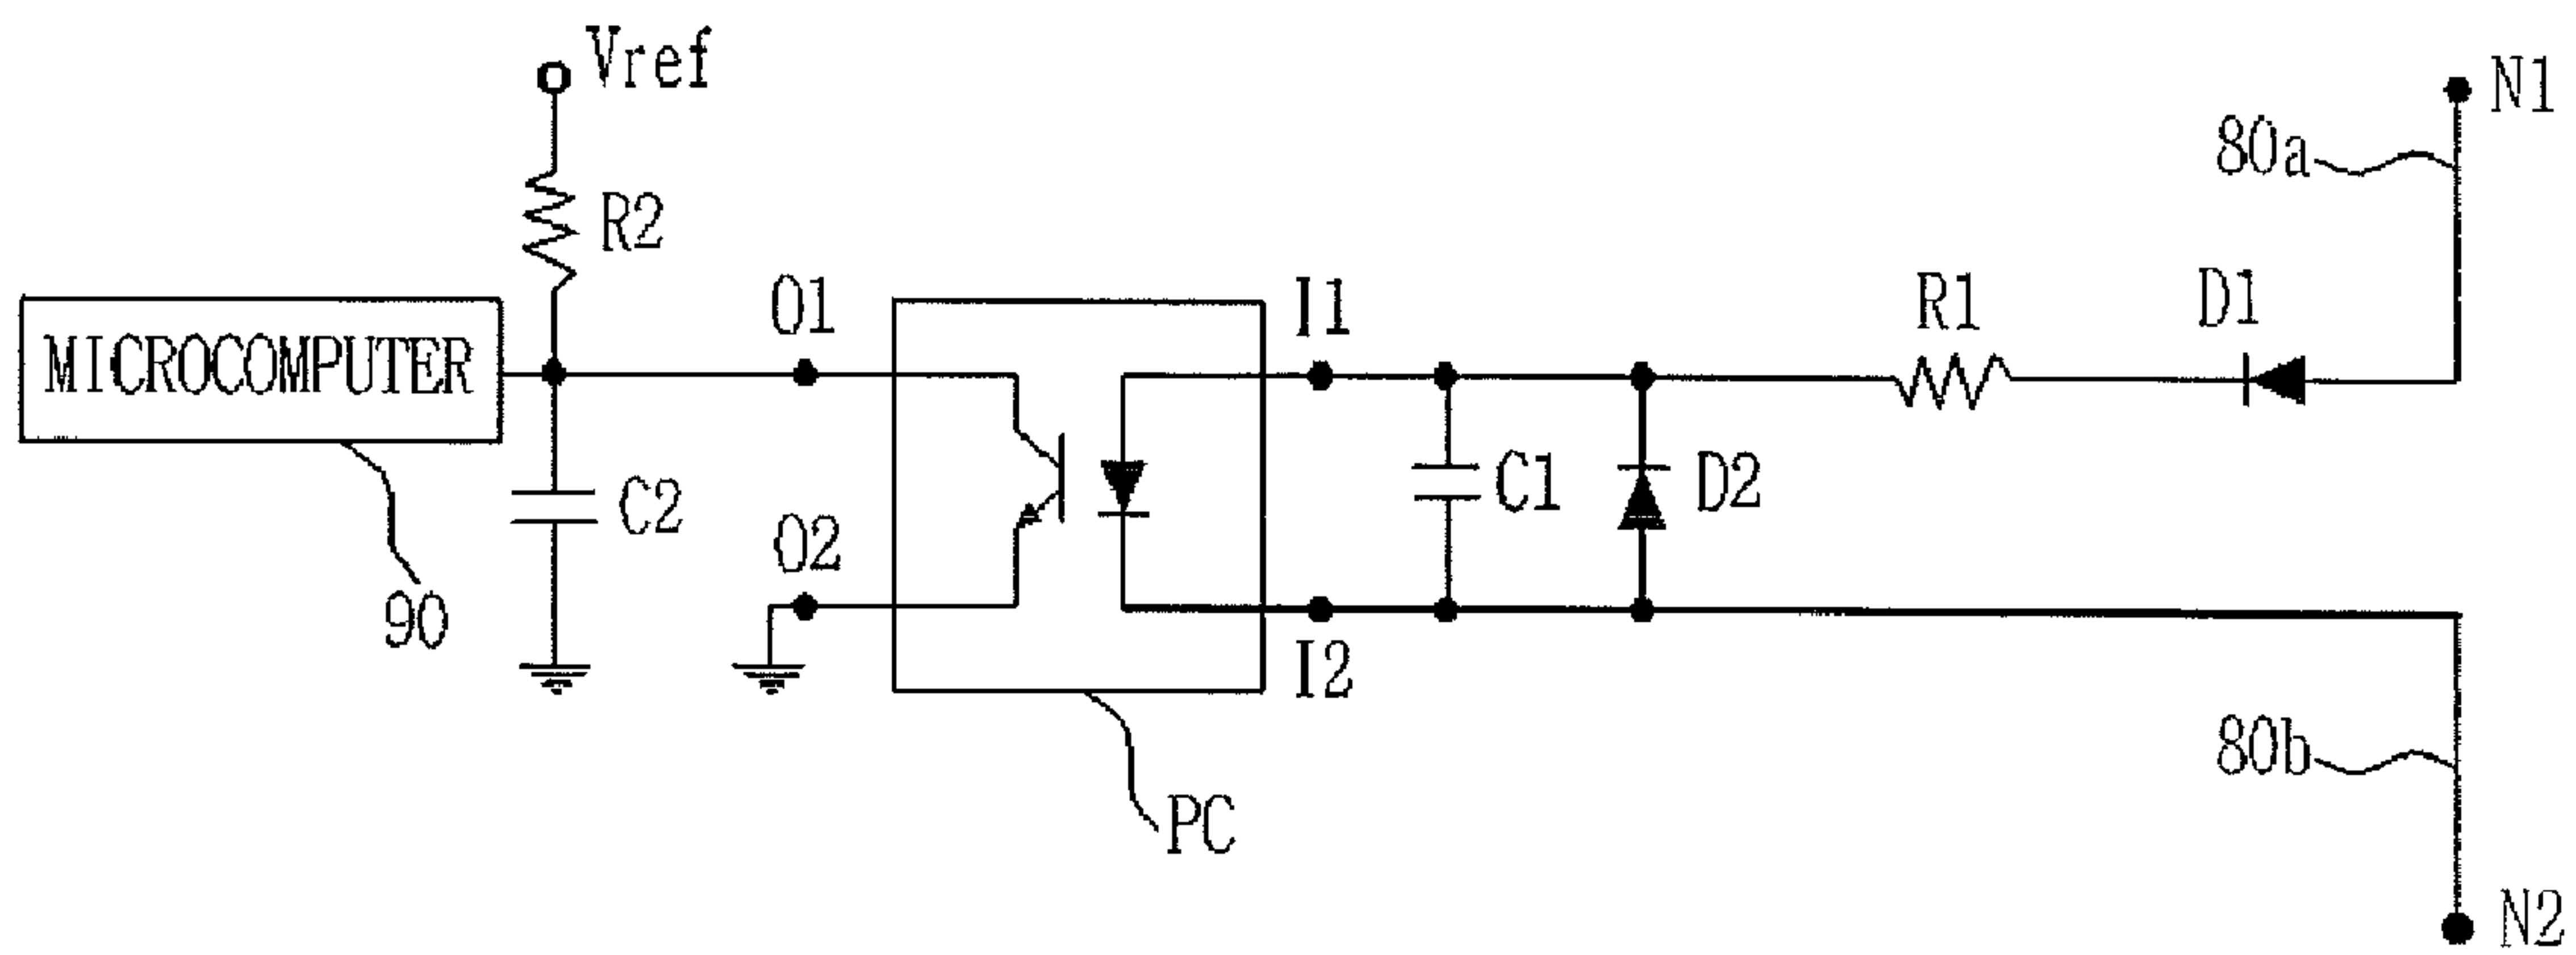 Vref
N1
80a
R2
O1
I1
R1
D1
MICROCOMPUTER
C2
C1
D2
O2
90
I2
80b
PC
N2